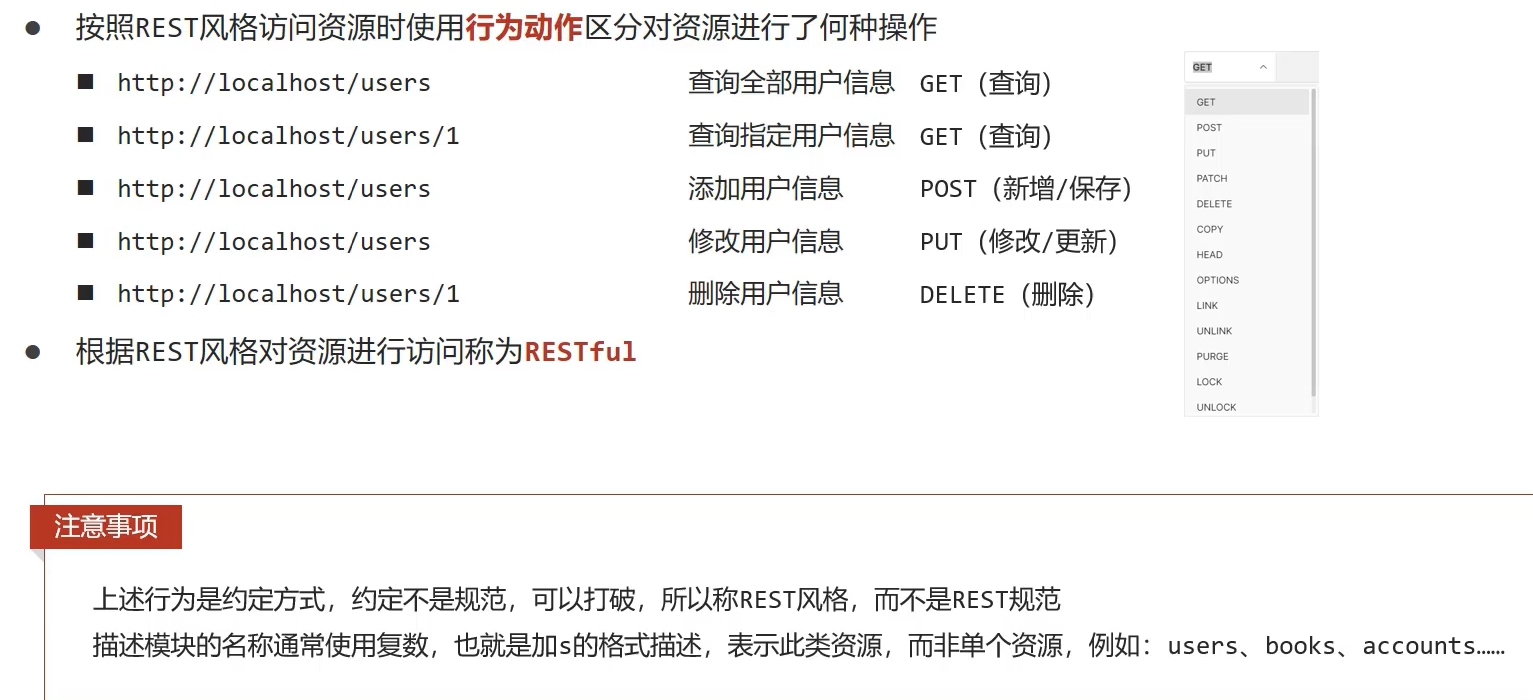 按照REST风格访问资源时使用行为动作区分对资源进行了何种操作
http://localhost/users 查询全部用户信息 GET（查询）
http://localhost/users/1 查询指定用户信息 GET（查询）
http://localhost/users 添加用户信息 POST（新增/保存）
http://localhost/users 修改用户信息 PUT（修改/更新）
http://localhost/users/1 删除用户信息 DELETE（删除）
根据REST风格对资源进行访问称为RESTful
GET
GET
POST
PUT
PATCH
DELETE
COPY
HEAD
OPTIONS
LINK
UNLINK
PURGE
LOCK
UNLOCK
注意事项
上述行为是约定方式，约定不是规范，可以打破，所以称REST风格，而不是REST规范
描述模块的名称通常使用复数，也就是加s的格式描述，表示此类资源，而非单个资源，例如：users、books、accounts……